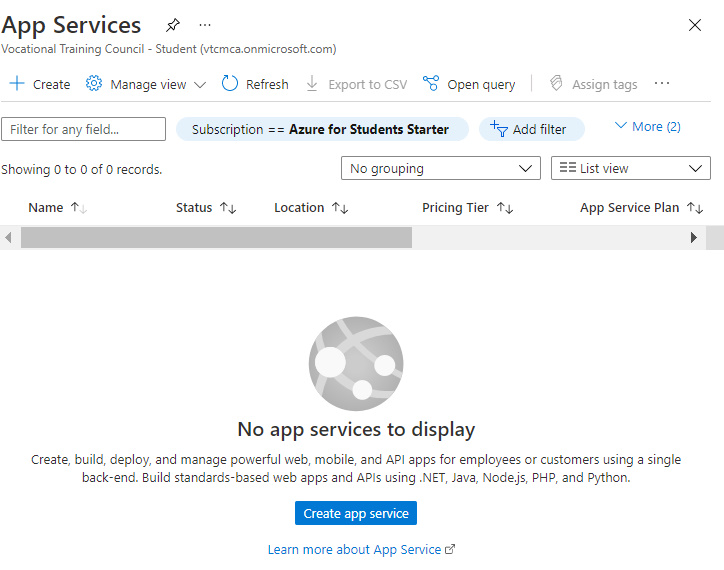 App Services
Vocational Training Council - Student (vtcmca.onmicrosoft.com)
Create Manage view Refresh Export to CSV Open query Assign tags
Filter for any field... Subscription == Azure for Students Starter Add filter More (2)
Showing 0 to 0 of 0 records. No grouping List view
Name Status Location Pricing Tier App Service Plan
No app services to display
Create, build, deploy, and manage powerful web, mobile, and API apps for employees or customers using a single
back-end. Build standards-based web apps and APIs using .NET, Java, Node.js, PHP, and Python.
Create app service
Learn more about App Service